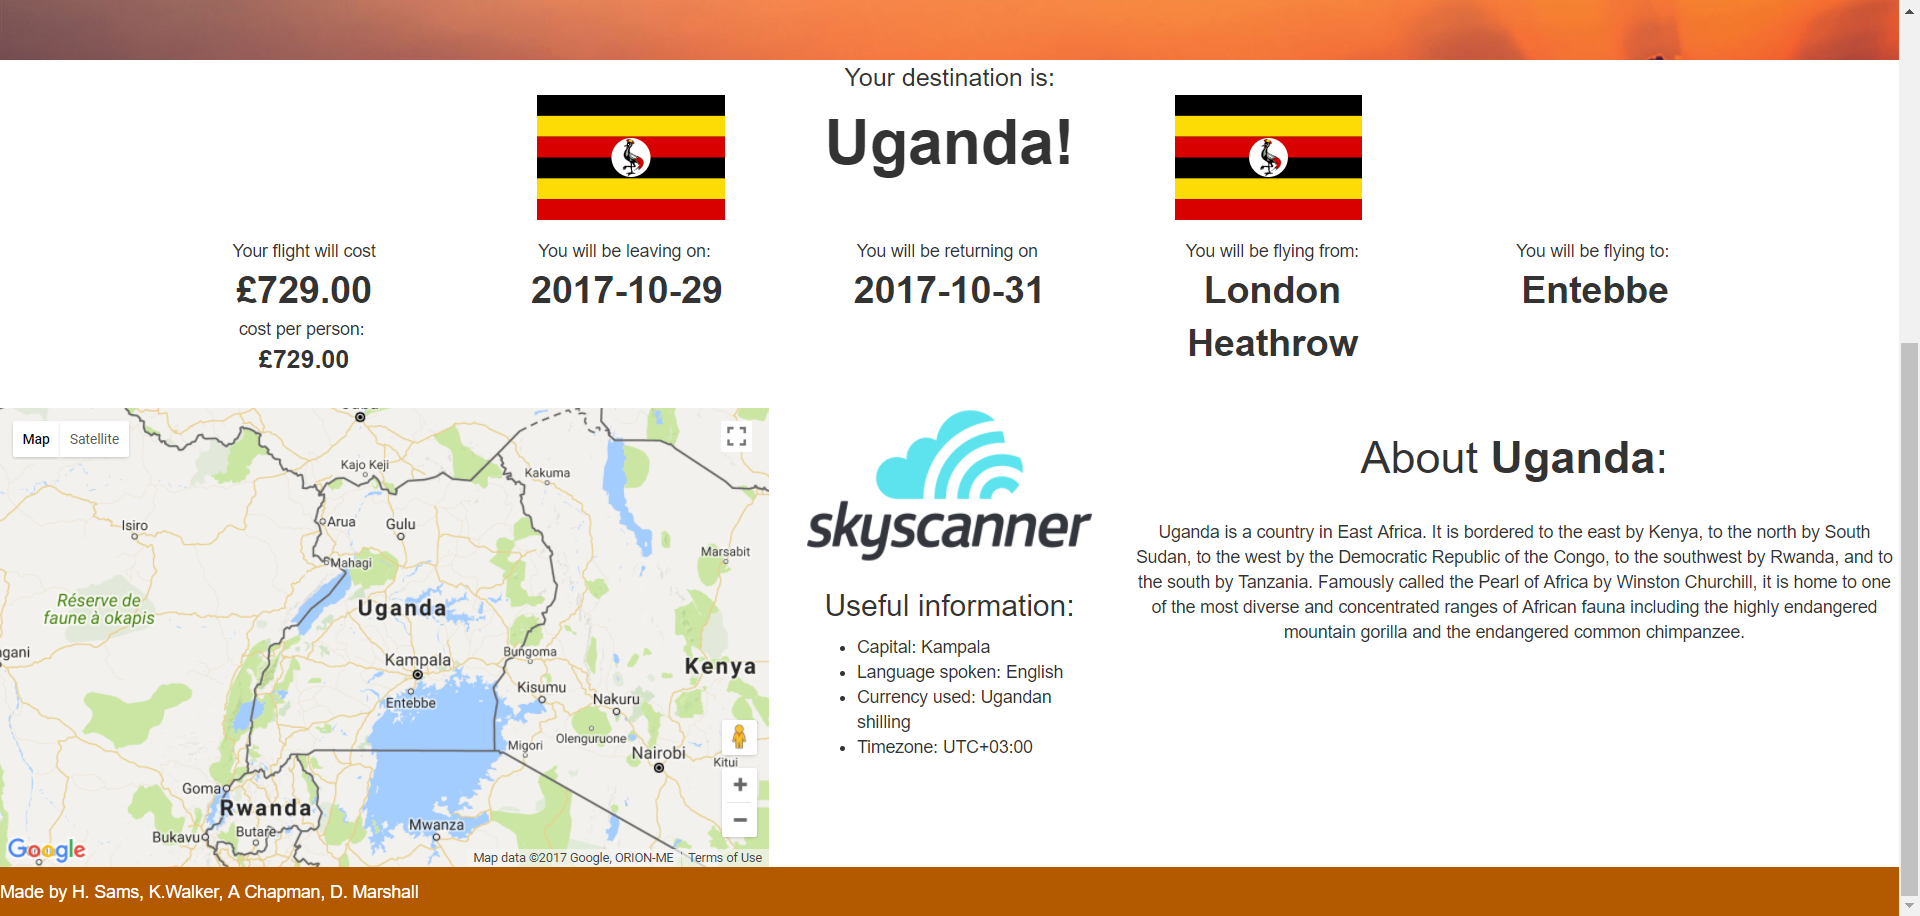 Your destination is:
Uganda!
Your flight will cost
£729.00
cost per person:
£729.00
You will be leaving on:
2017-10-29
You will be returning on
2017-10-31
You will be flying from:
London
Heathrow
You will be flying to:
Entebbe
Map
Satellite
Kajo Keji
Kakuma
Isiro
Arua
Gulu
Marsabit
Mahagi
Réserve de
faune à okapis
Uganda
gani
Kampala
Bungoma
Kenya
Kisumu
Entebbe
Nakuru
Migori
Olenguruone
Nairobi
Kitui
Goma
Rwanda
Bukavu
Butare
Mwanza
Google
Map data ©2017 Google, ORION-ME
Terms of Use
skyscanner
Useful information:
• Capital: Kampala
• Language spoken: English
• Currency used: Ugandan
shilling
• Timezone: UTC+03:00
About Uganda:
Uganda is a country in East Africa. It is bordered to the east by Kenya, to the north by South
Sudan, to the west by the Democratic Republic of the Congo, to the southwest by Rwanda, and to
the south by Tanzania. Famously called the Pearl of Africa by Winston Churchill, it is home to one
of the most diverse and concentrated ranges of African fauna including the highly endangered
mountain gorilla and the endangered common chimpanzee.
Made by H. Sams, K.Walker, A Chapman, D. Marshall